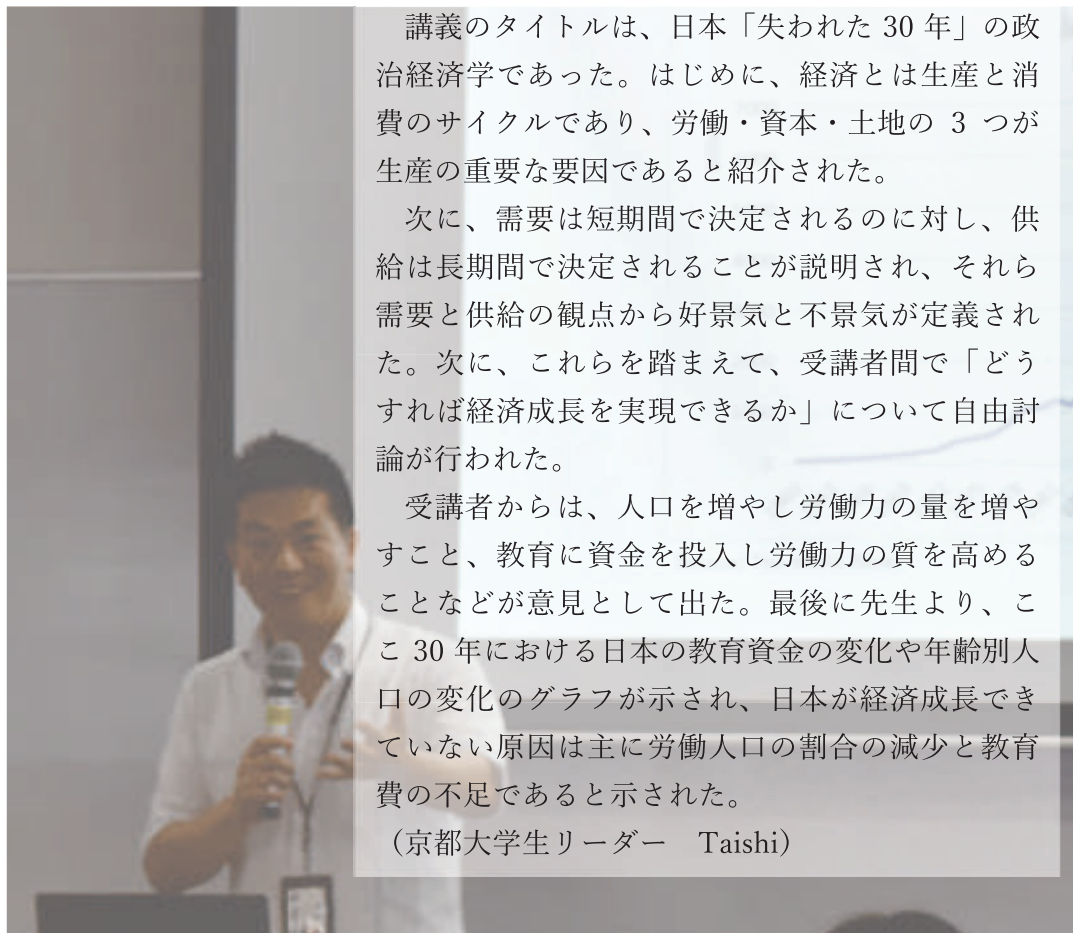 講義のタイトルは、日本「失われた 30 年」の政
治経済学であった。はじめに、経済とは生産と消
費のサイクルであり、労働・資本・土地の 3 つが
生産の重要な要因であると紹介された。
次に、需要は短期間で決定されるのに対し、供
給は長期間で決定されることが説明され、それら
需要と供給の観点から好景気と不景気が定義され
た。次に、これらを踏まえて、受講者間で「どう
すれば経済成長を実現できるか」について自由討
論が行われた。
受講者からは、人口を増やし労働力の量を増や
すこと、教育に資金を投入し労働力の質を高める
ことなどが意見として出た。最後に先生より、こ
こ 30 年における日本の教育資金の変化や年齢別人
口の変化のグラフが示され、日本が経済成長でき
ていない原因は主に労働人口の割合の減少と教育
費の不足であると示された。
（京都大学生リーダー　Taishi）